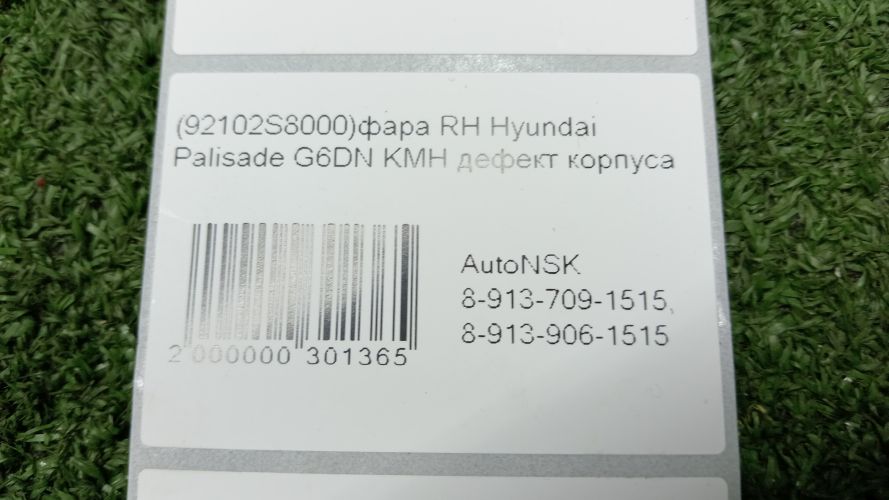 (92102S8000)фара RH Hyundai
Palisade G6DN KMH дефект корпуса
AutoNSK
8-913-709-1515,
8-913-906-1515
2 000000 301365